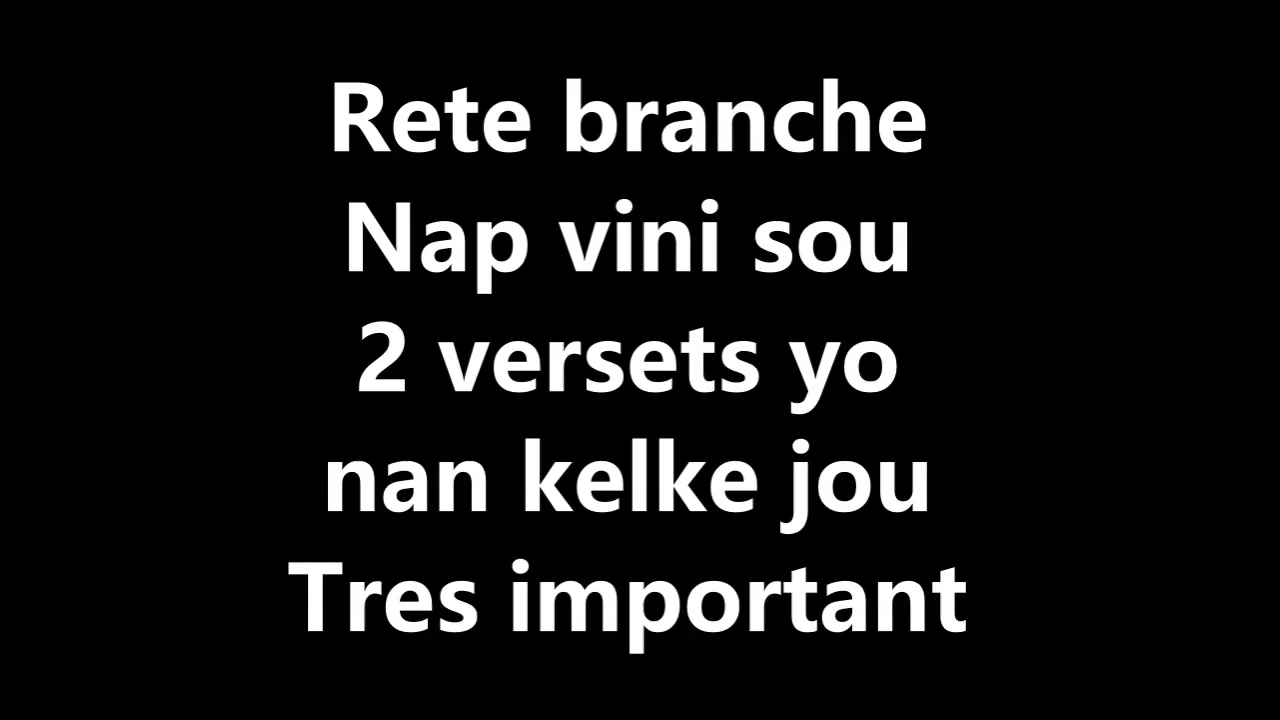 Rete branche
Nap vini sou
2 versets yo
nan kelke jou
Tres important